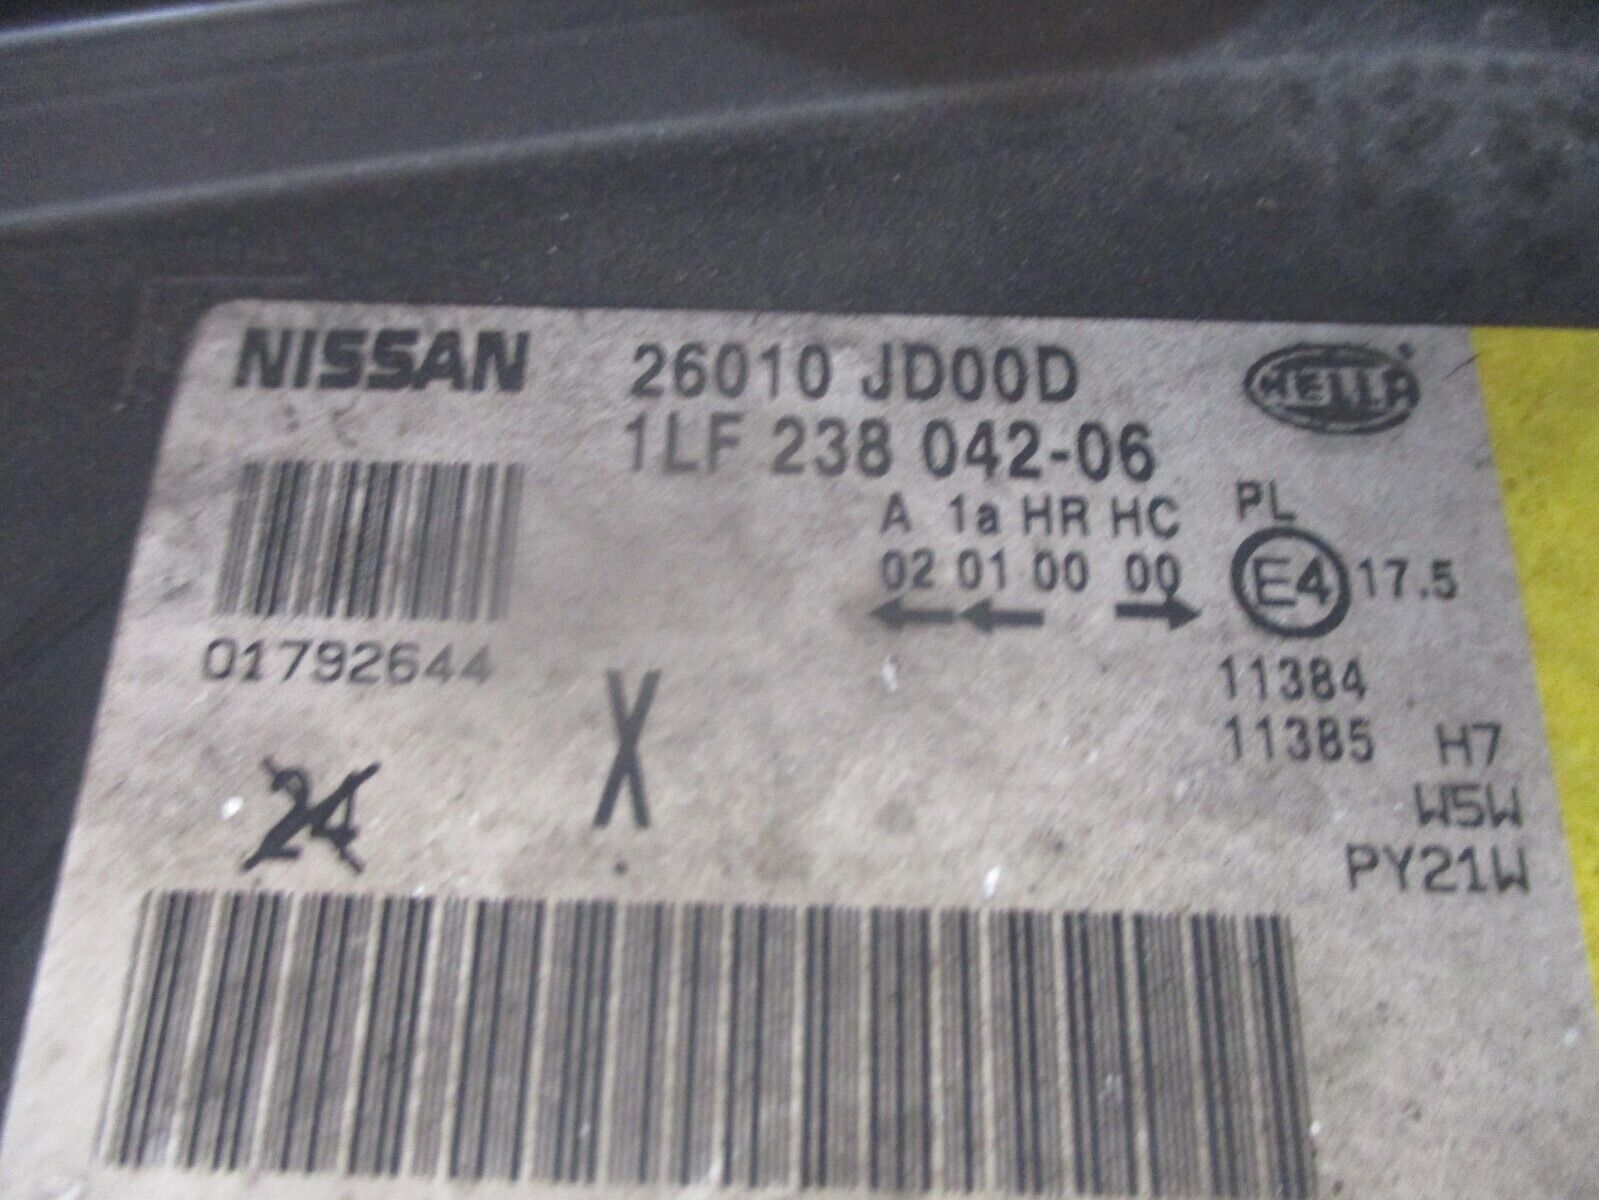 NISSAN 26010 JD00D HELLA
1LF 238 042-06
A 1a HR HC PL
02 01 00 00 E4 17.5
01792644
11384
11385 H7
X
24
W5W
PY21W